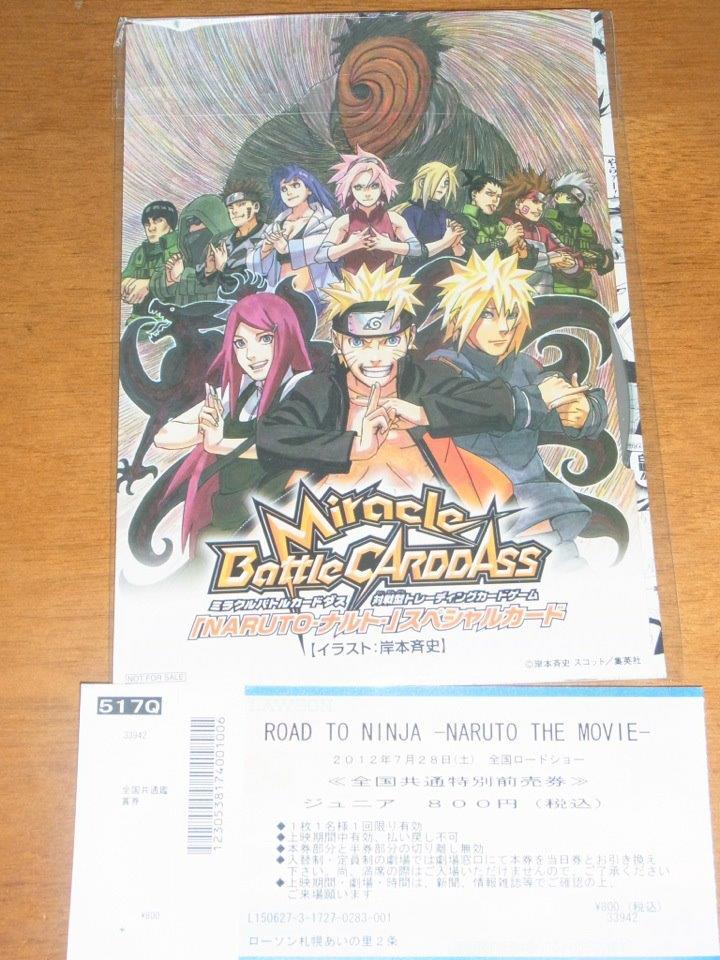 やらァー!
Miracle
Battle CARDDASS
ミラクルバトルカードダス 対戦型トレーディングカードゲーム
「NARUTO-ナルト-」スペシャルカード
【イラスト:岸本斉史】
©岸本斉史 スコット/集英社
NOT FOR SALE
517Q
33942
全国共通鑑
賞券
1230538174001006
¥800
LAWSON
ROAD TO NINJA -NARUTO THE MOVIE-
2012年7月28日(土) 全国ロードショー
≪全国共通特別前売券≫
ジュニア 800円(税込)
◆1枚1名様1回限り有効
◆上映期間中有効、払い戻し不可
◆本券部分と半券部分の切り離し無効
◆入替制・定員制の劇場では劇場窓口にて本券を当日券とお引き換え
下さい。尚、満席の際はご入場いただけませんので、ご了承ください
◆上映期間・劇場・時間は、新聞、情報雑誌等でご確認の上、
ご来場願います
¥800(税込)
L150627-3-1727-0283-001
33942
ローソン札幌あいの里2条